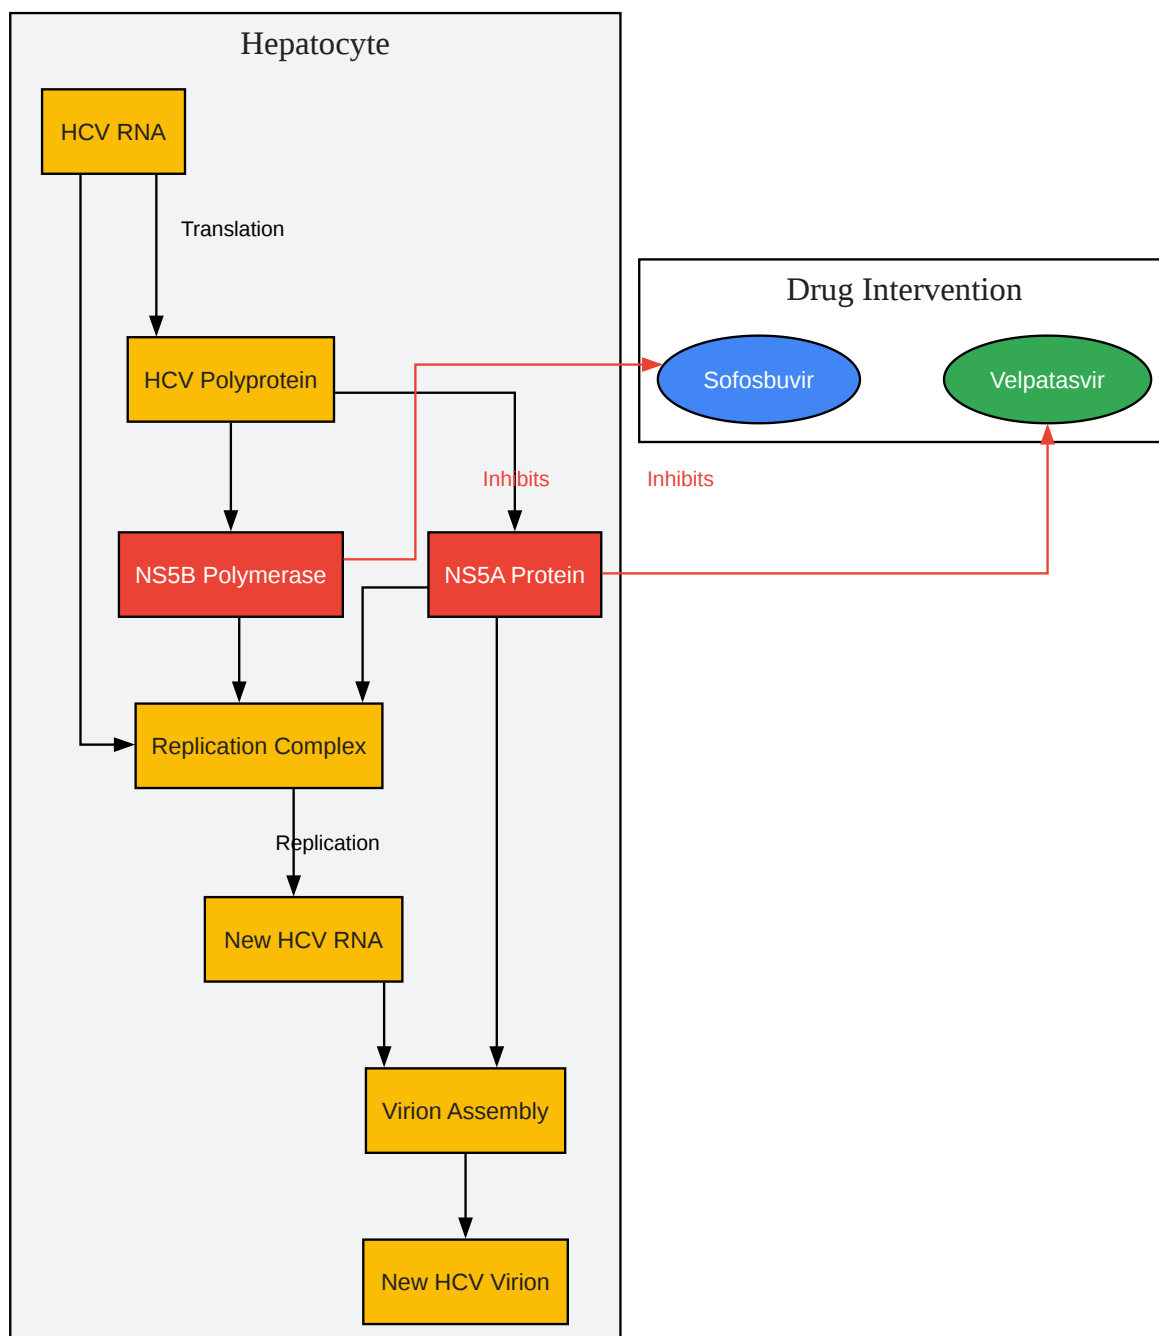 Hepatocyte
HCV RNA
Translation
Drug Intervention
HCV Polyprotein
Sofosbuvir
Velpatasvir
Inhibits
Inhibits
NS5B Polymerase
NS5A Protein
Replication Complex
Replication
New HCV RNA
Virion Assembly
New HCV Virion